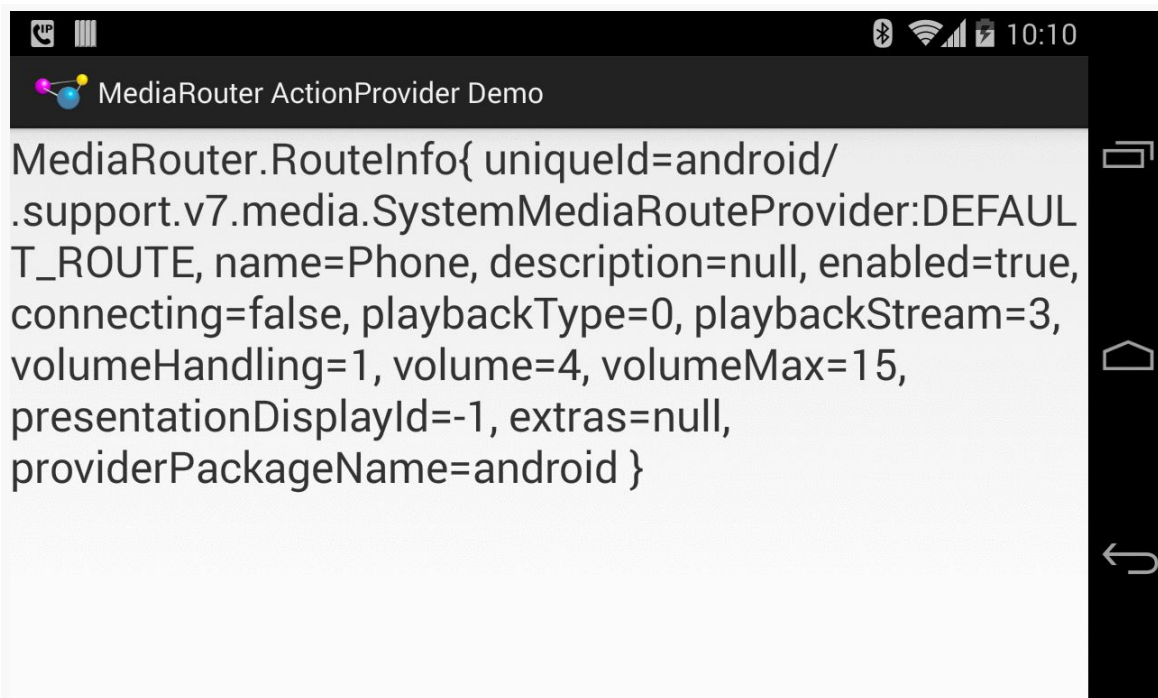 IP
10:10
MediaRouter ActionProvider Demo
MediaRouter.RouteInfo{ uniqueId=android/
.support.v7.media.SystemMediaRouteProvider:DEFAUL
T_ROUTE, name=Phone, description=null, enabled=true,
connecting=false, playbackType=0, playbackStream=3,
volumeHandling=1, volume=4, volumeMax=15,
presentationDisplayId=-1, extras=null,
providerPackageName=android }